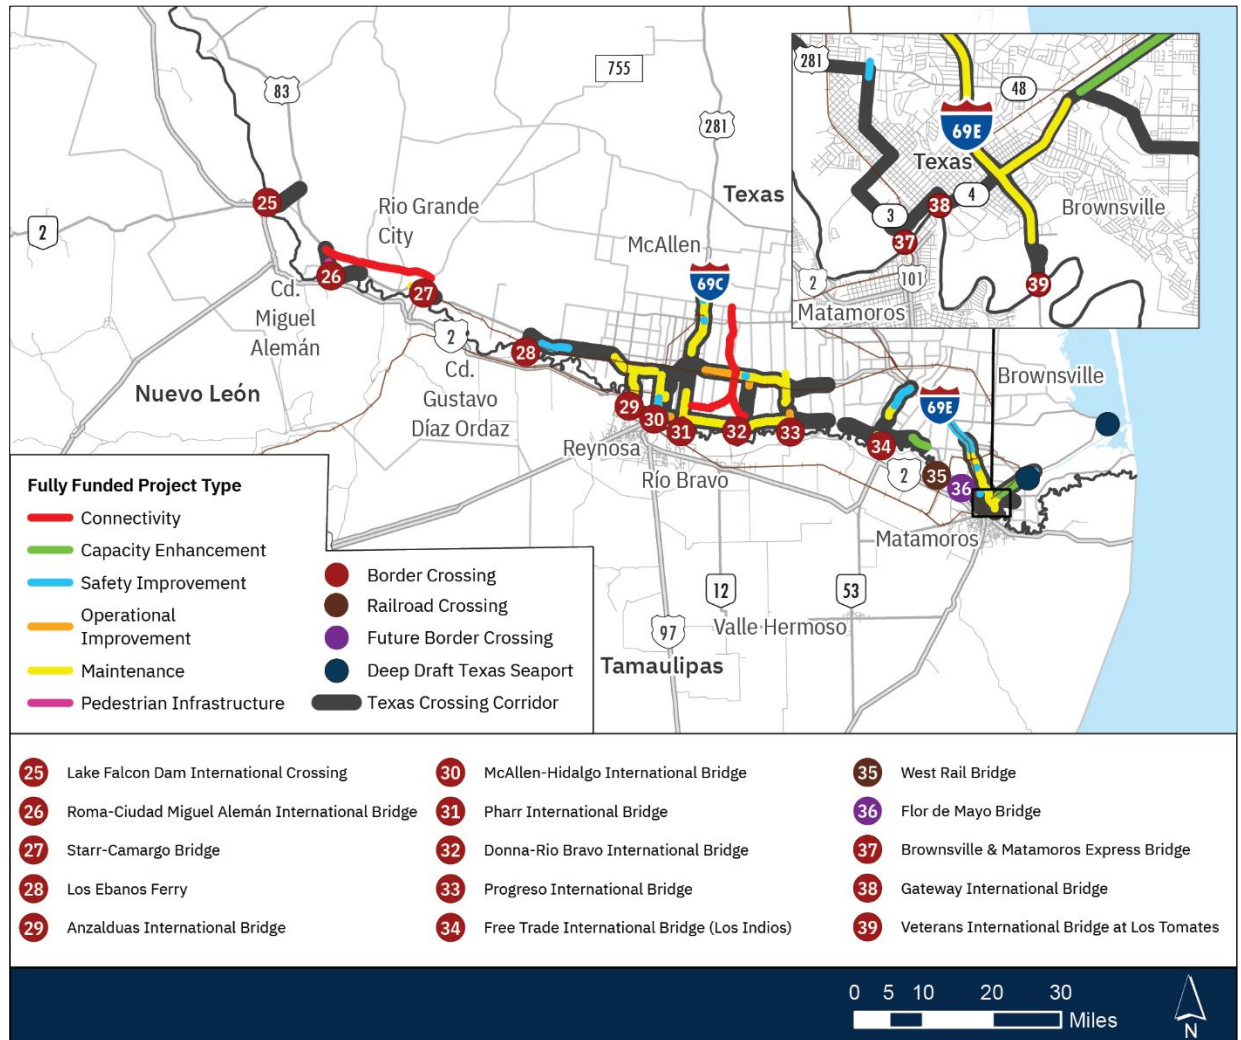 83
755
281
Texas
25
2
Rio Grande
City
McAllen
69C
26
27
Cd.
Miguel
Alemán
2
28
Cd.
Gustavo
Díaz Ordaz
Nuevo León
29
30
31
32
33
Reynosa
Río Bravo
34
2
35
36
69E
Brownsville
Matamoros
12
53
97
Valle Hermoso
Tamaulipas
281
48
69E
Texas
4
3
38
37
Brownsville
2
101
39
Matamoros
Fully Funded Project Type
Connectivity
Capacity Enhancement
Safety Improvement
Operational
Improvement
Maintenance
Pedestrian Infrastructure
Border Crossing
Railroad Crossing
Future Border Crossing
Deep Draft Texas Seaport
Texas Crossing Corridor
25 Lake Falcon Dam International Crossing
26 Roma-Ciudad Miguel Alemán International Bridge
27 Starr-Camargo Bridge
28 Los Ebanos Ferry
29 Anzalduas International Bridge
30 McAllen-Hidalgo International Bridge
31 Pharr International Bridge
32 Donna-Rio Bravo International Bridge
33 Progreso International Bridge
34 Free Trade International Bridge (Los Indios)
35 West Rail Bridge
36 Flor de Mayo Bridge
37 Brownsville & Matamoros Express Bridge
38 Gateway International Bridge
39 Veterans International Bridge at Los Tomates
0 5 10 20 30
Miles
N